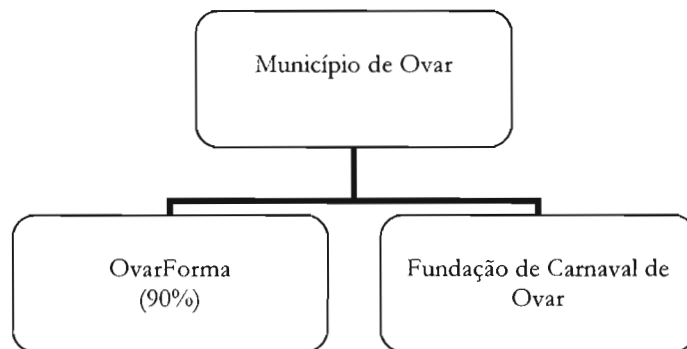 Município de Ovar
OvarForma
(90%)
Fundação de Carnaval de
Ovar